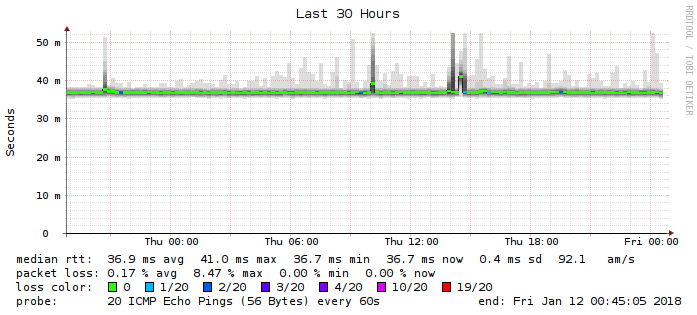 Last 30 Hours
RRDTOOL / TOBI OETIKER
Seconds
50 m
40 m
30 m
20 m
10 m
0
Thu 00:00 Thu 06:00 Thu 12:00 Thu 18:00 Fri 00:00
median rtt: 36.9 ms avg 41.0 ms max 36.7 ms min 36.7 ms now 0.4 ms sd 92.1 am/s
packet loss: 0.17 % avg 8.47 % max 0.00 % min 0.00 % now
loss color: 0 1/20 2/20 3/20 4/20 10/20 19/20
probe: 20 ICMP Echo Pings (56 Bytes) every 60s end: Fri Jan 12 00:45:05 2018